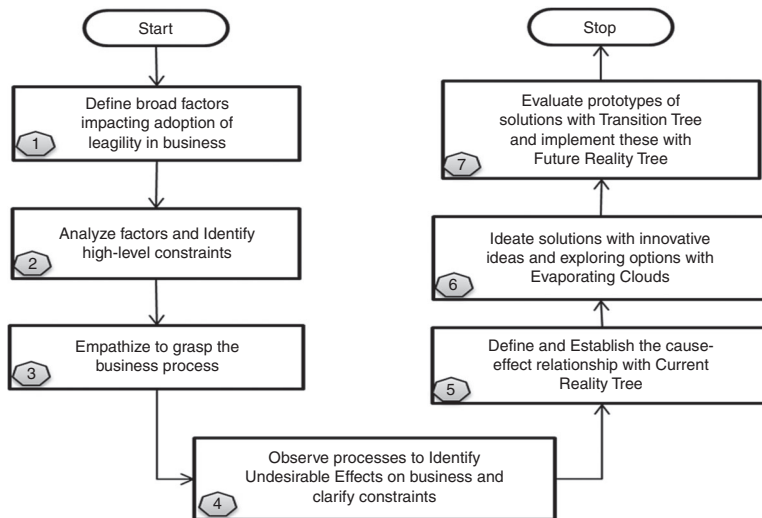 Start
Define broad factors
impacting adoption of
leagility in business
1
Analyze factors and Identify
high-level constraints
2
Empathize to grasp the
business process
3
Observe processes to Identify
Undesirable Effects on business and
clarify constraints
4
Define and Establish the cause-
effect relationship with Current
Reality Tree
5
Ideate solutions with innovative
ideas and exploring options with
Evaporating Clouds
6
Evaluate prototypes of
solutions with Transition Tree
and implement these with
Future Reality Tree
7
Stop